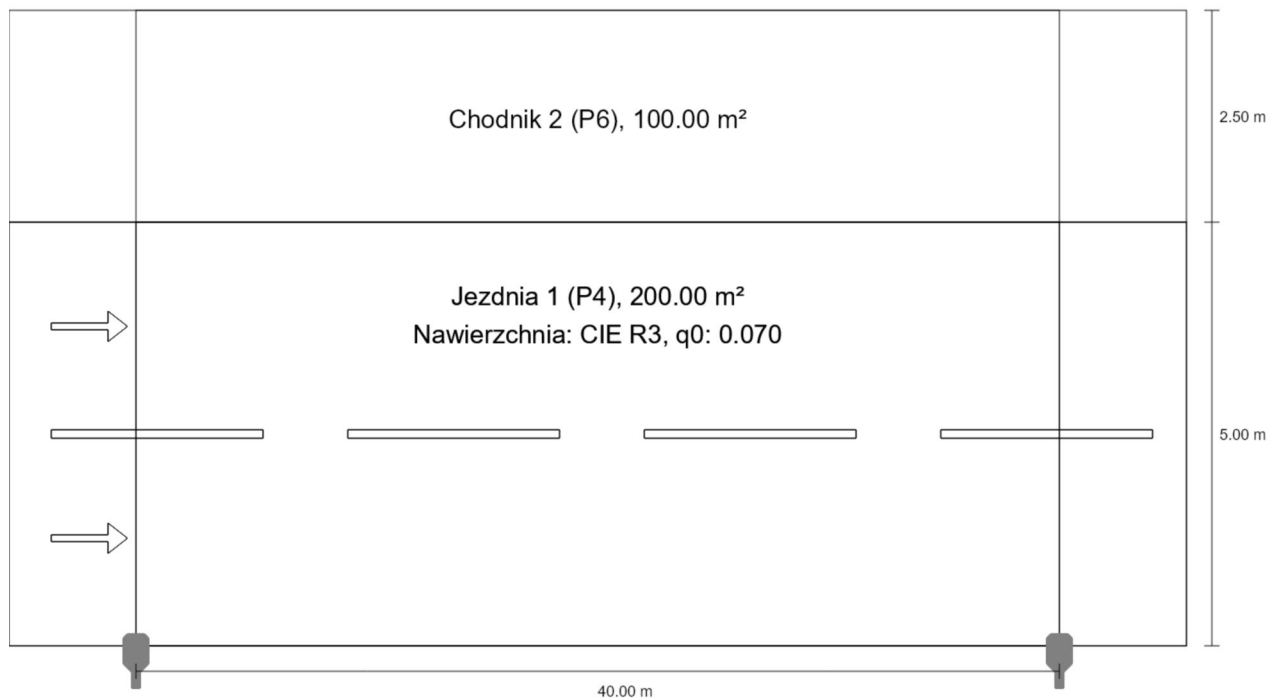 Chodnik 2 (P6), 100.00 m²
2.50 m
Jezdnia 1 (P4), 200.00 m²
Nawierzchnia: CIE R3, q0: 0.070
5.00 m
40.00 m